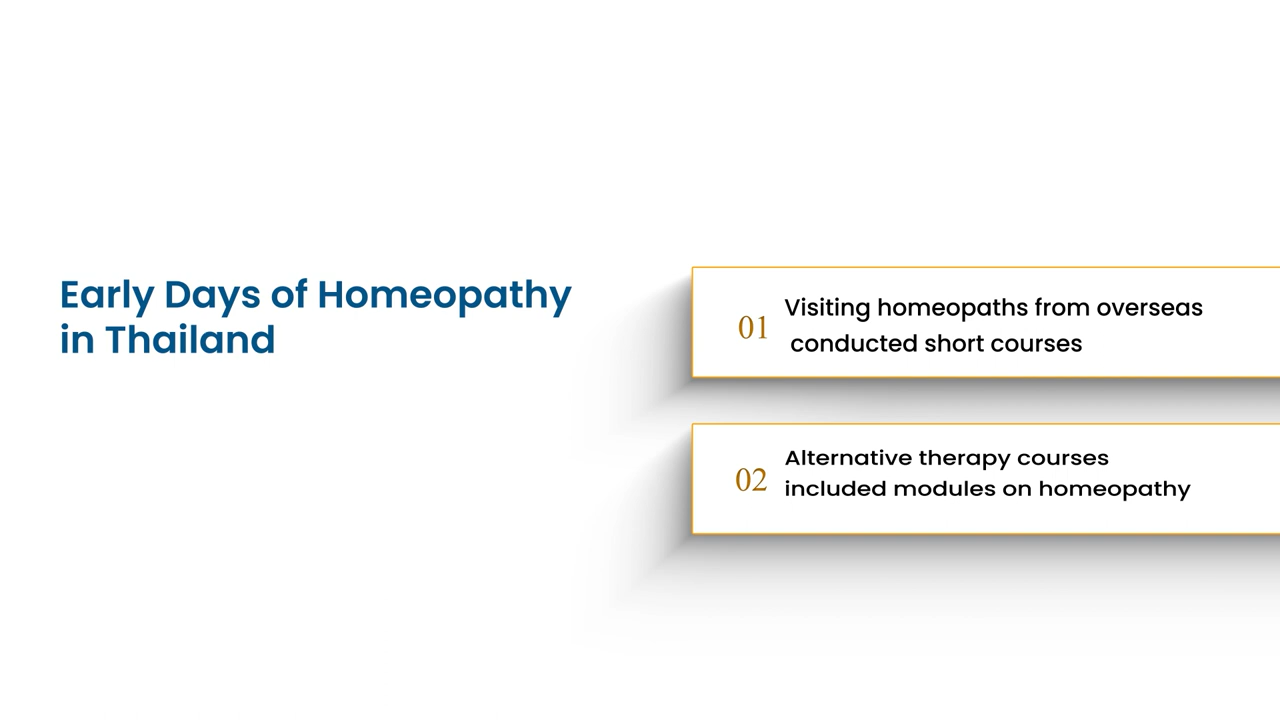 Early Days of Homeopathy
in Thailand
01
Visiting homeopaths from overseas
conducted short courses
02
Alternative therapy courses
included modules on homeopathy